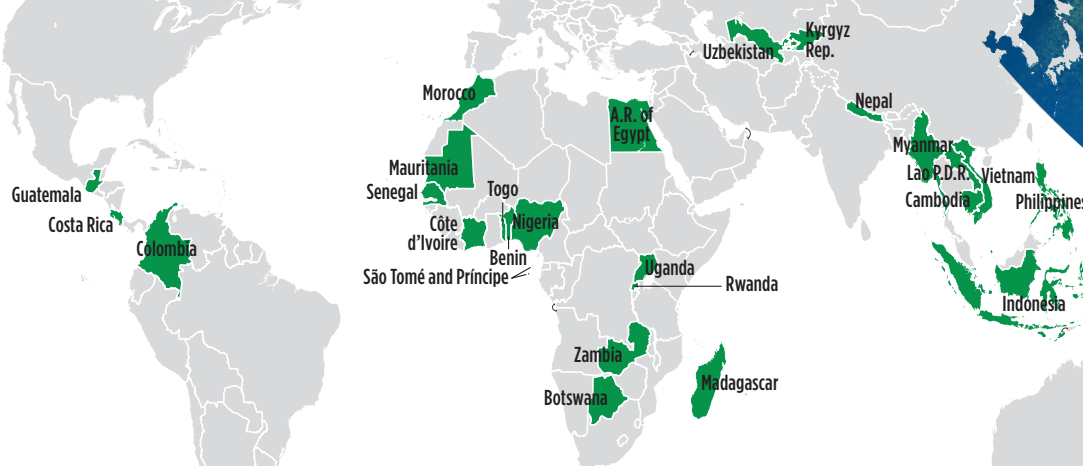 Kyrgyz
Rep.
Uzbekistan
Morocco
Nepal
A.R. of
Egypt
Myanmar
Mauritania
Lao P.D.R.
Vietnam
Senegal
Togo
Guatemala
Cambodia
Philippines
Costa Rica
Côte
d'Ivoire
Nigeria
Colombia
Benin
São Tomé and Príncipe
Uganda
Rwanda
Indonesia
Zambia
Madagascar
Botswana